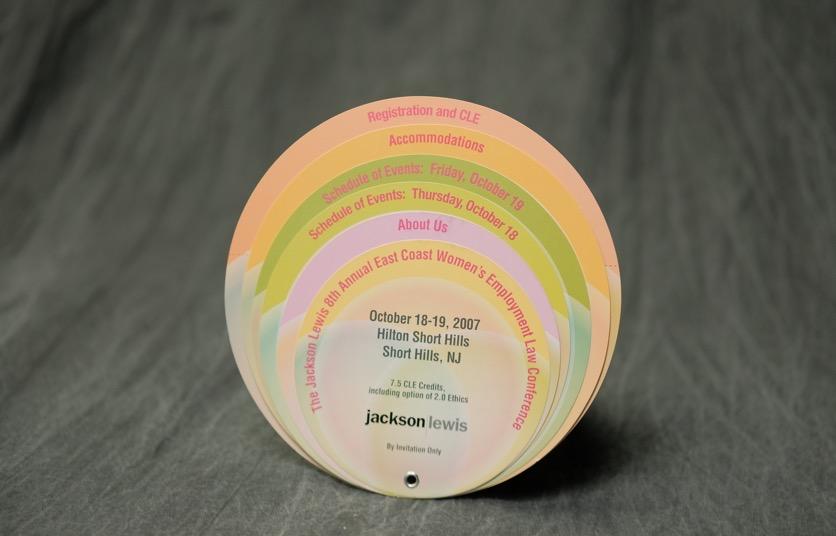 Registration and CLE
Accommodations
Schedule of Events: Friday, October 19
Schedule of Events: Thursday, October 18
About Us
The Jackson Lewis 8th Annual East Coast Women's Employment Law Conference
October 18-19, 2007
Hilton Short Hills
Short Hills, NJ
7.5 CLE Credits,
including option of 2.0 Ethics
jackson lewis
By Invitation Only